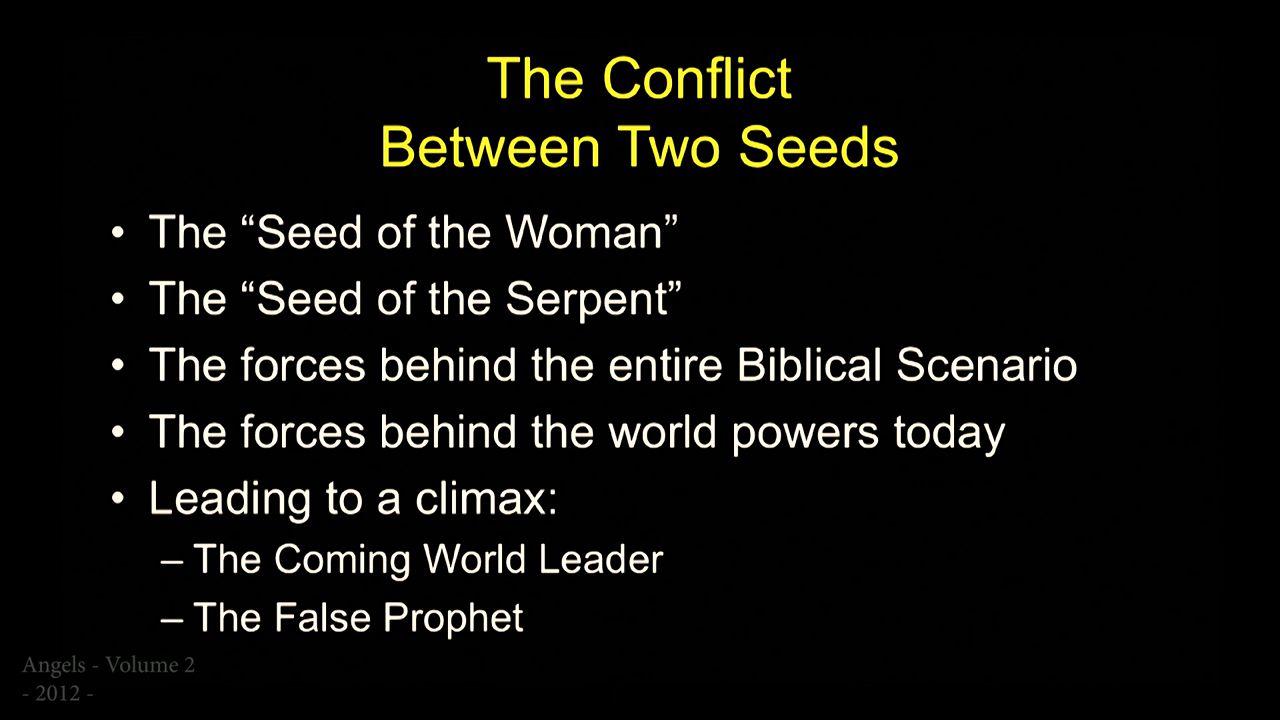 The Conflict
Between Two Seeds
• The “Seed of the Woman”
• The “Seed of the Serpent”
• The forces behind the entire Biblical Scenario
• The forces behind the world powers today
• Leading to a climax:
– The Coming World Leader
– The False Prophet
Angels - Volume 2
- 2012 -